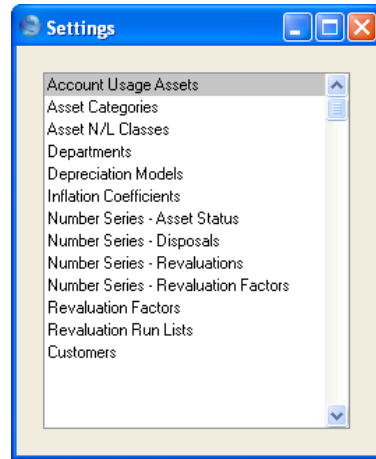 Settings
Account Usage Assets
Asset Categories
Asset N/L Classes
Departments
Depreciation Models
Inflation Coefficients
Number Series - Asset Status
Number Series - Disposals
Number Series - Revaluations
Number Series - Revaluation Factors
Revaluation Factors
Revaluation Run Lists
Customers